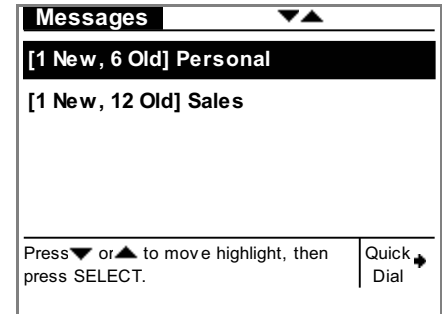 Messages ▼▲
[1 New, 6 Old] Personal
[1 New, 12 Old] Sales
Press▼ or▲ to move highlight, then
press SELECT.
Quick
Dial